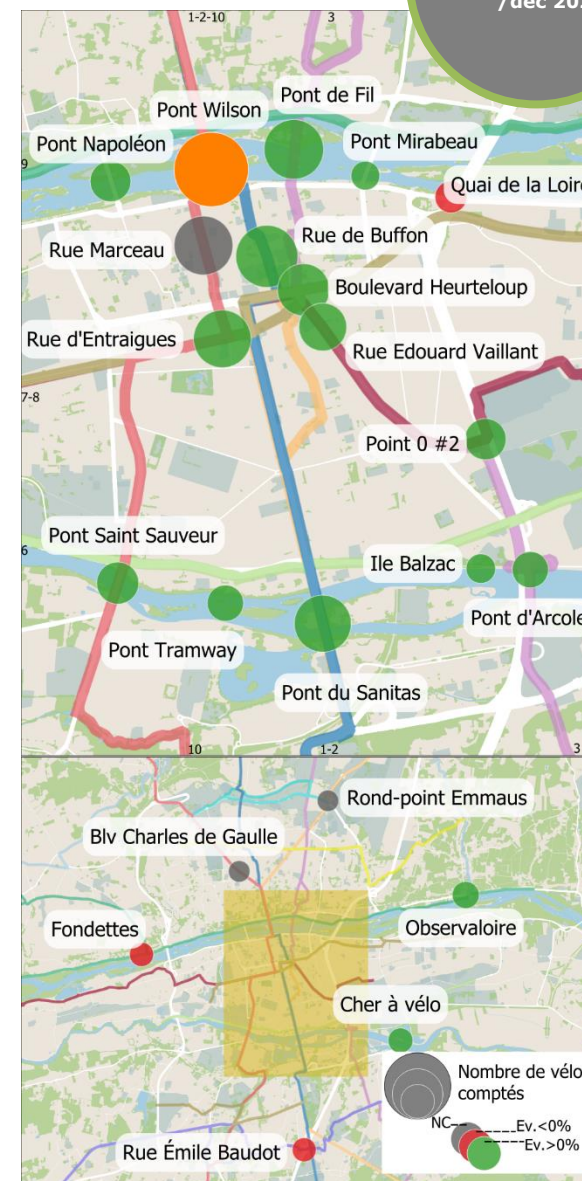 1-2-10
3
Pont Wilson
Pont de Fil
Pont Napoléon
Pont Mirabeau
9
Quai de la Loire
Rue Marceau
Rue de Buffon
Boulevard Heurteloup
Rue d'Entraigues
Rue Edouard Vaillant
7-8
Point 0 #2
Pont Saint Sauveur
6
Ile Balzac
Pont d'Arcole
Pont Tramway
Pont du Sanitas
10
1-2
3
Rond-point Emmaus
Blv Charles de Gaulle
Fondettes
Observaloire
Cher à vélo
Nombre de vélo
comptés
NC
Ev.<0%
Ev.>0%
Rue Émile Baudot